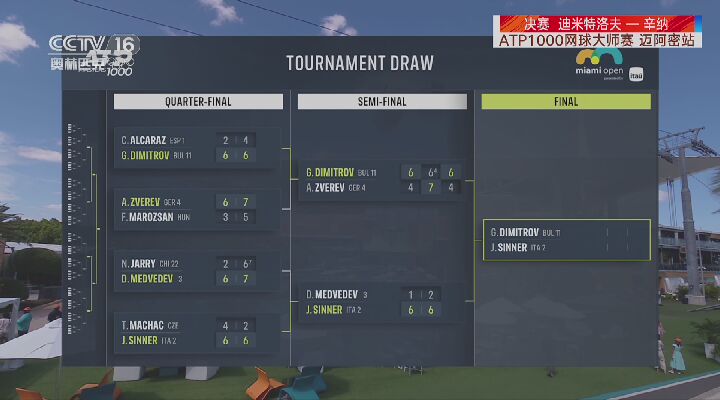 CCTV 16
奥林匹克
1000
决赛 迪米特洛夫 — 辛纳
ATP1000网球大师赛 迈阿密站
TOURNAMENT DRAW
miami open
itaú
QUARTER-FINAL
SEMI-FINAL
FINAL
C. ALCARAZ ESP 1 2 4
G. DIMITROV BUL 11 6 6
A. ZVEREV GER 4 6 7
F. MAROZSAN HUN 3 5
N. JARRY CHI 22 2 6⁷
D. MEDVEDEV 3 6 7
T. MACHAC CZE 4 2
J. SINNER ITA 2 6 6
G. DIMITROV BUL 11 6 6⁴ 6
A. ZVEREV GER 4 4 7 4
D. MEDVEDEV 3 1 2
J. SINNER ITA 2 6 6
G. DIMITROV BUL 11
J. SINNER ITA 2